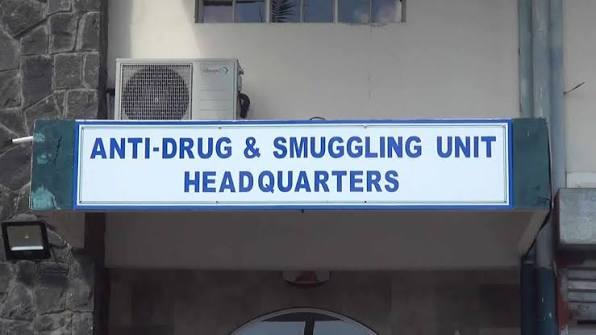 ANTI-DRUG & SMUGGLING UNIT
HEADQUARTERS